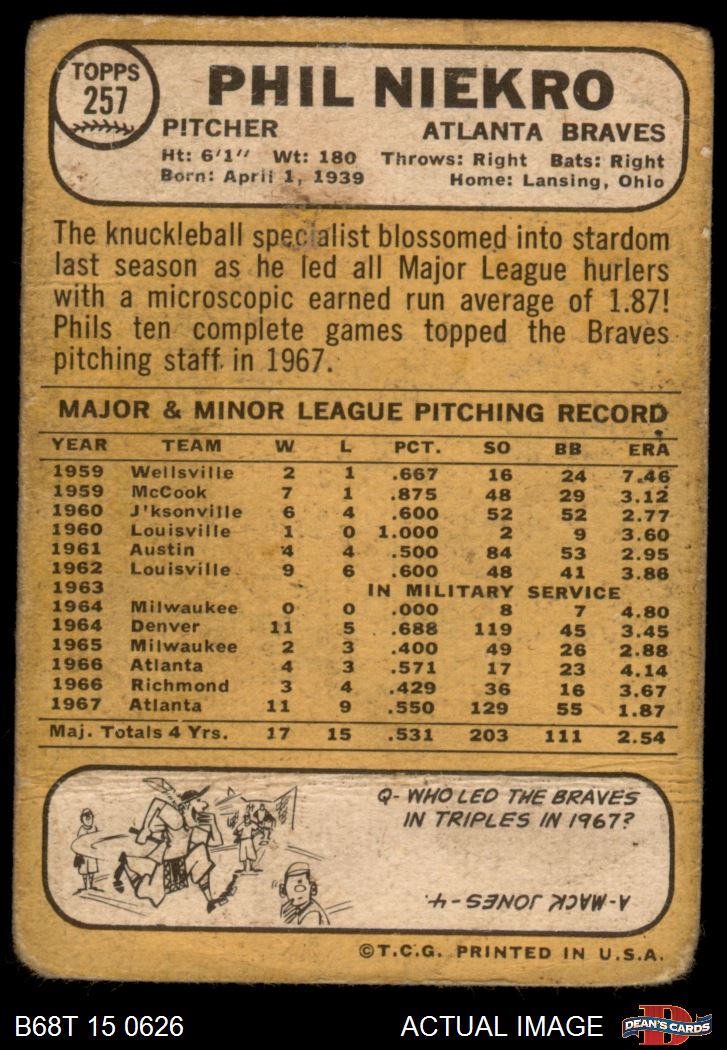 TOPPS
257
PHIL NIEKRO
PITCHER ATLANTA BRAVES
Ht: 6'1" Wt: 180 Throws: Right Bats: Right
Born: April 1, 1939 Home: Lansing, Ohio
The knuckleball specialist blossomed into stardom
last season as he led all Major League hurlers
with a microscopic earned run average of 1.87!
Phils ten complete games topped the Braves
pitching staff in 1967.
MAJOR & MINOR LEAGUE PITCHING RECORD
YEAR TEAM W L PCT. SO BB ERA
1959 Wellsville 2 1 .667 16 24 7.46
1959 McCook 7 1 .875 48 29 3.12
1960 J'ksonville 6 4 .600 52 52 2.77
1960 Louisville 1 0 1.000 2 9 3.60
1961 Austin 4 4 .500 84 53 2.95
1962 Louisville 9 6 .600 48 41 3.86
1963 IN MILITARY SERVICE
1964 Milwaukee 0 0 .000 8 7 4.80
1964 Denver 11 5 .688 119 45 3.45
1965 Milwaukee 2 3 .400 49 26 2.88
1966 Atlanta 4 3 .571 17 23 4.14
1966 Richmond 3 4 .429 36 16 3.67
1967 Atlanta 11 9 .550 129 55 1.87
Maj. Totals 4 Yrs. 17 15 .531 203 111 2.54
Q- WHO LED THE BRAVES
IN TRIPLES IN 1967?
A- MACK JONES - 4.
©T.C.G. PRINTED IN U.S.A.
B68T 15 0626 ACTUAL IMAGE DEAN'S CARDS